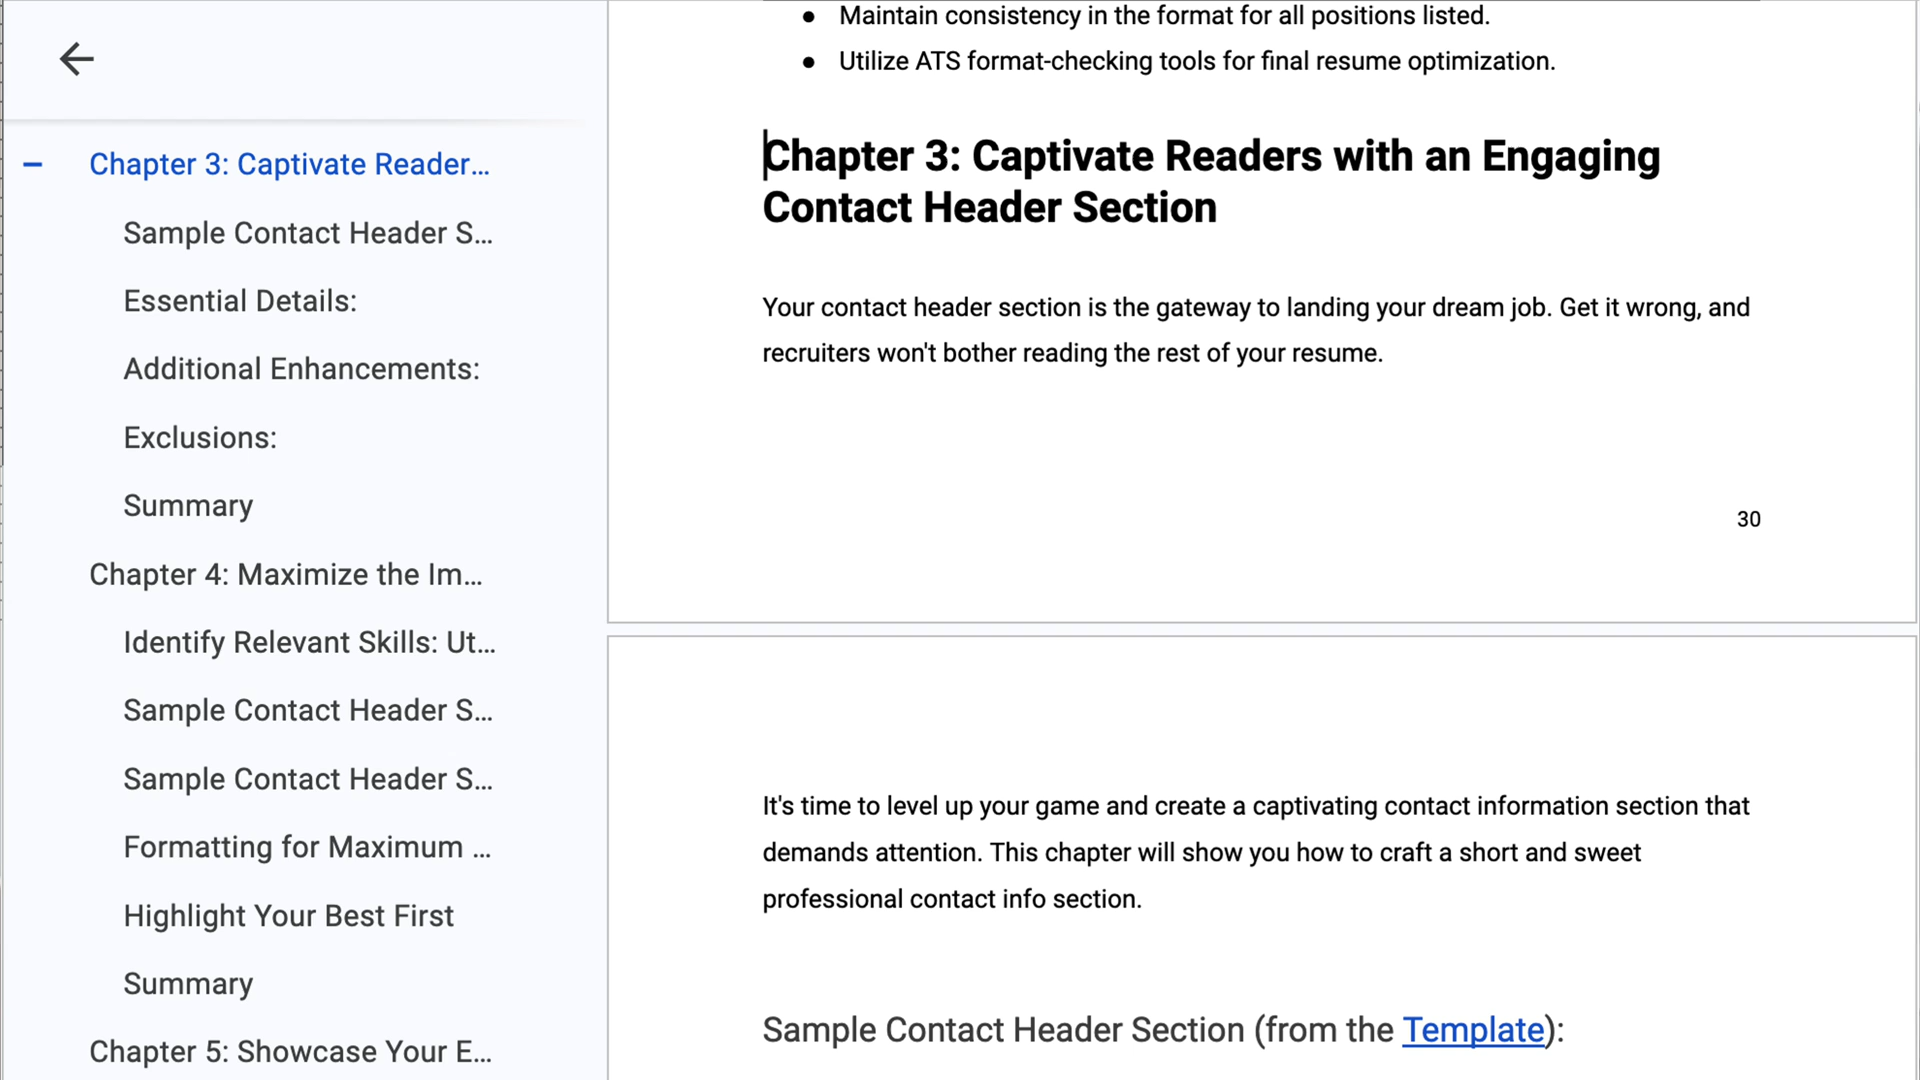 Chapter 3: Captivate Reader...
Sample Contact Header S...
Essential Details:
Additional Enhancements:
Exclusions:
Summary
Chapter 4: Maximize the Im...
Identify Relevant Skills: Ut...
Sample Contact Header S...
Sample Contact Header S...
Formatting for Maximum ...
Highlight Your Best First
Summary
Chapter 5: Showcase Your E...
● Maintain consistency in the format for all positions listed.
● Utilize ATS format-checking tools for final resume optimization.
Chapter 3: Captivate Readers with an Engaging
Contact Header Section
Your contact header section is the gateway to landing your dream job. Get it wrong, and
recruiters won't bother reading the rest of your resume.
30
It's time to level up your game and create a captivating contact information section that
demands attention. This chapter will show you how to craft a short and sweet
professional contact info section.
Sample Contact Header Section (from the Template):